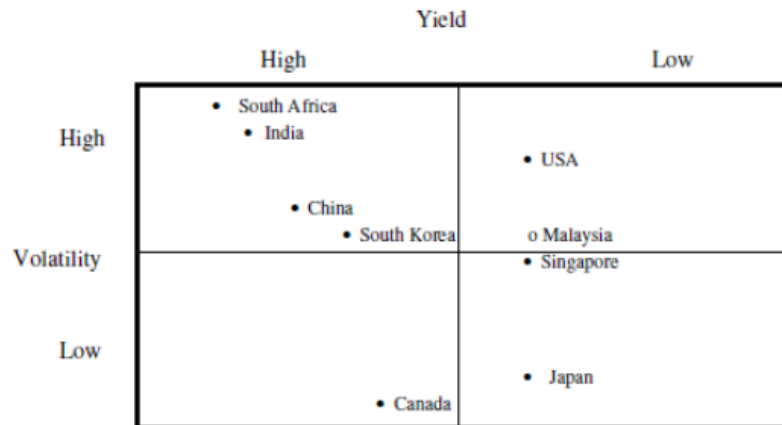 Yield
High Low
South Africa
High India
USA
China
South Korea o Malaysia
Volatility Singapore
Low
Japan
Canada